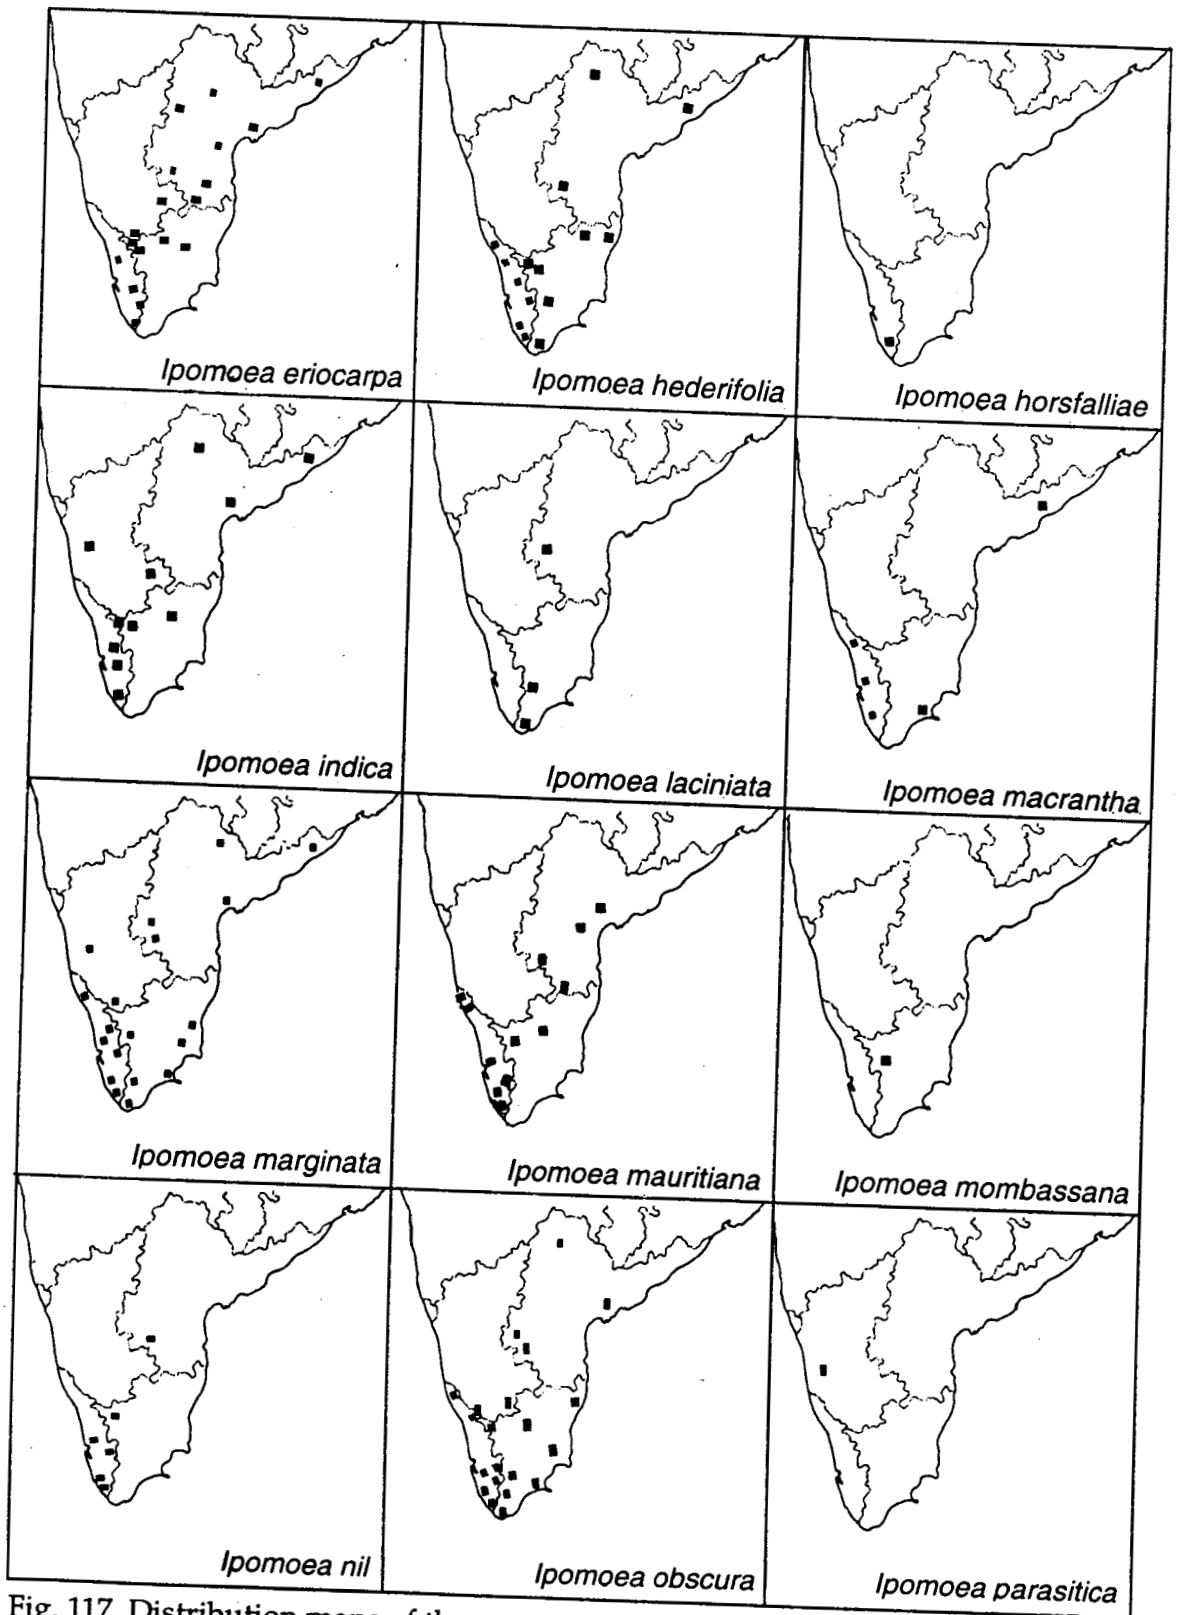 Ipomoea eriocarpa
Ipomoea hederifolia
Ipomoea horsfalliae
Ipomoea indica
Ipomoea laciniata
Ipomoea macrantha
Ipomoea marginata
Ipomoea mauritiana
Ipomoea mombassana
Ipomoea nil
Ipomoea obscura
Ipomoea parasitica
Fig. 117. Distribution maps of